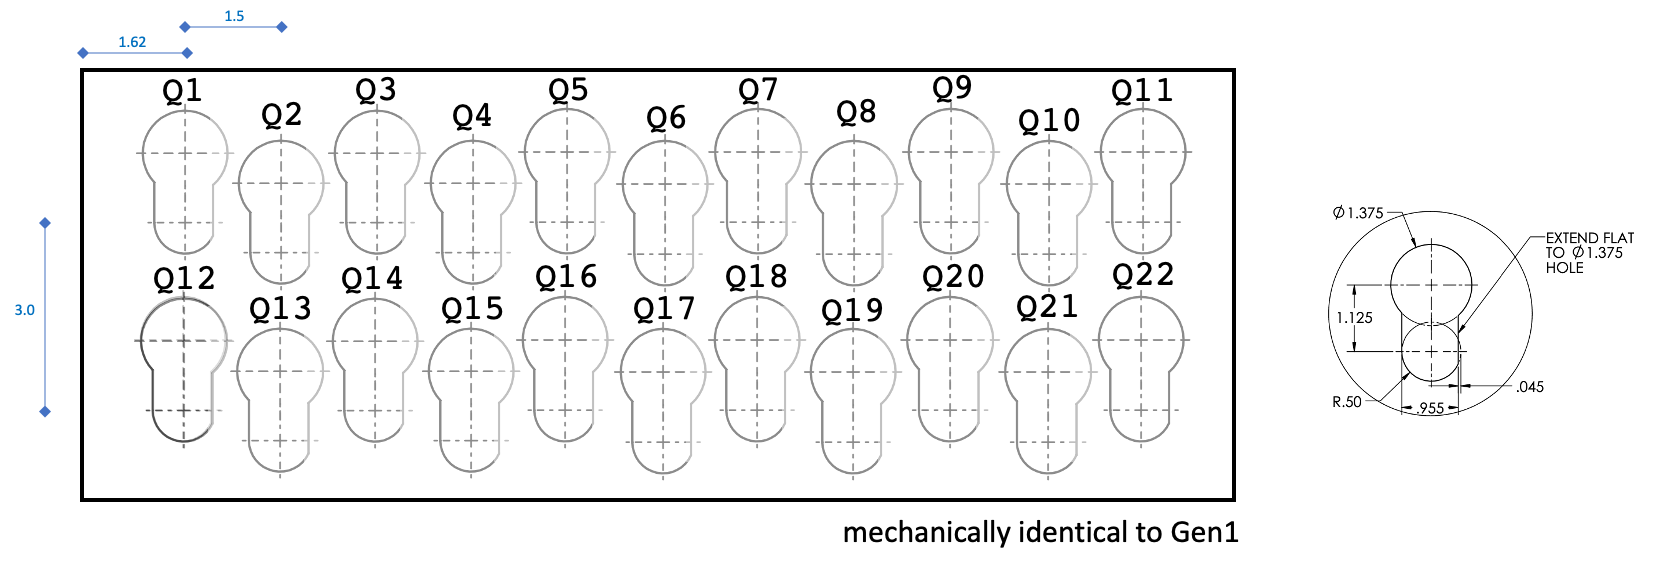 1.5
1.62
Q1
Q2
Q3
Q4
Q5
Q6
Q7
Q8
Q9
Q10
Q11
3.0
Q12
Q13
Q14
Q15
Q16
Q17
Q18
Q19
Q20
Q21
Q22
mechanically identical to Gen1
Ø1.375
EXTEND FLAT
TO Ø1.375
HOLE
1.125
R.50
.955
.045